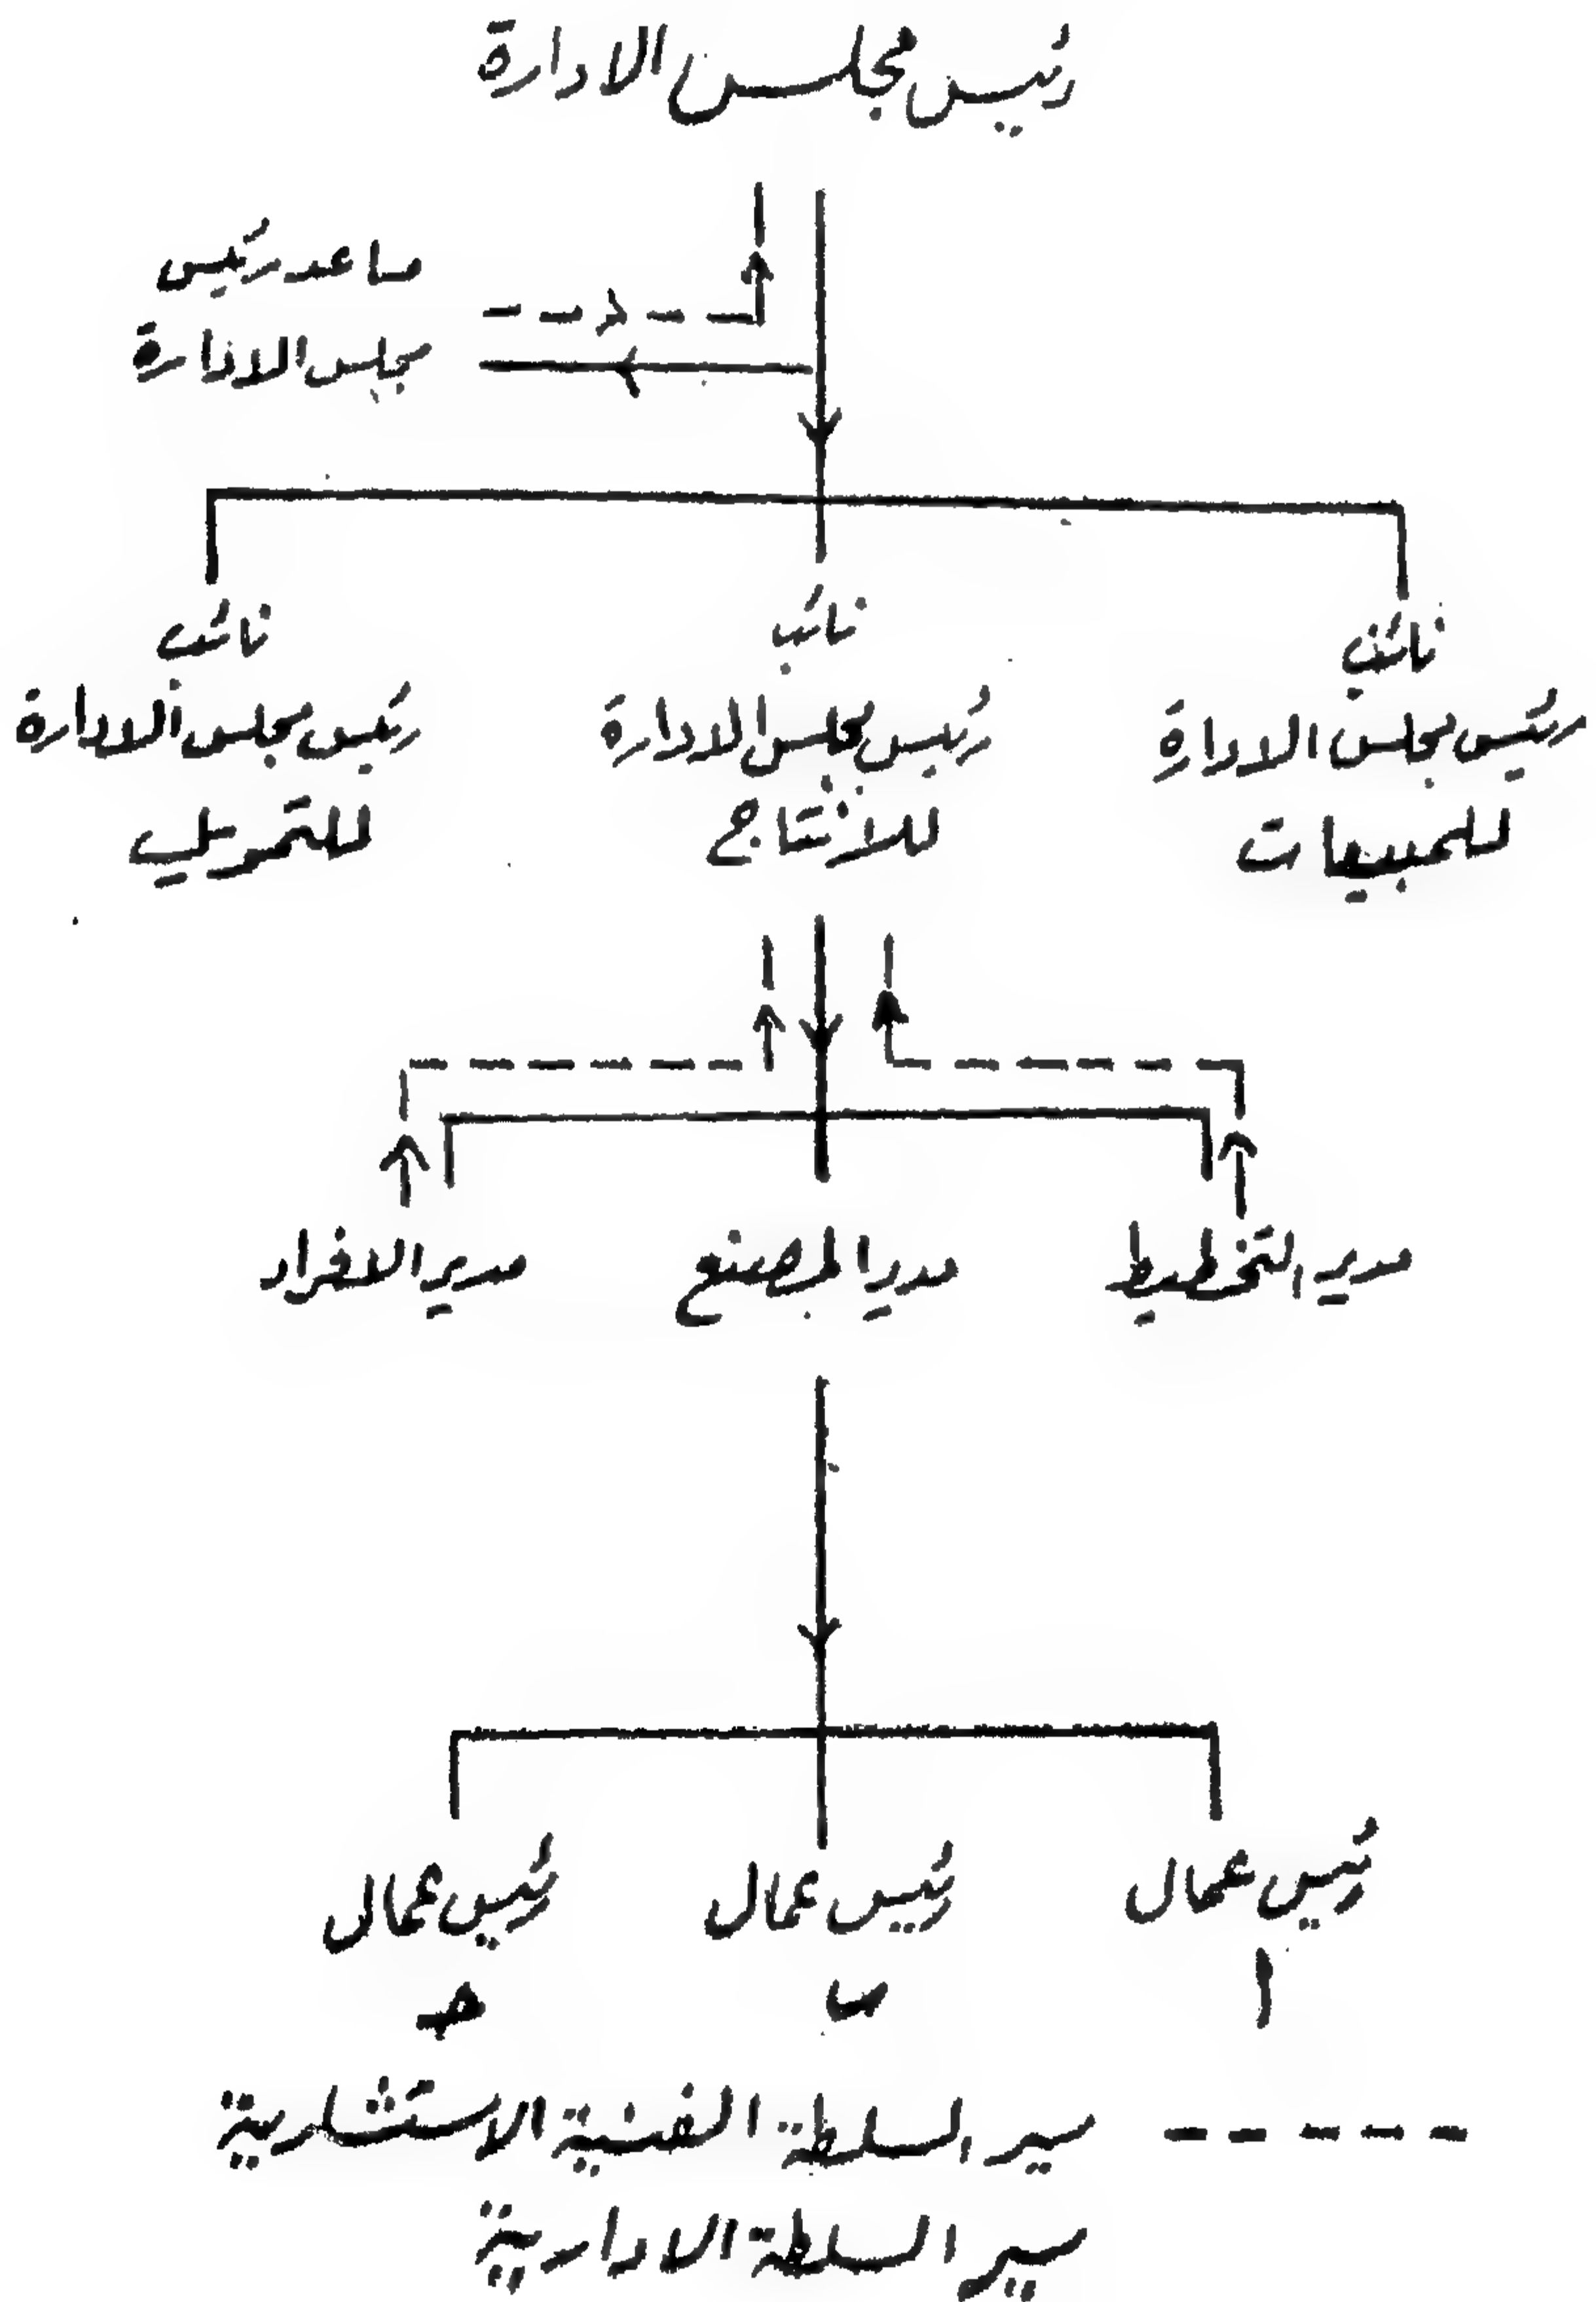 رئيس مجلس الادارة
مساعد رئيس
مجلس الادارة
نائب
رئيس مجلس الادارة
للمبيعات
نائب
رئيس مجلس الادارة
للانتاج
نائب
رئيس مجلس الادارة
للتمويل
مدير التخطيط
مدير المصنع
مدير الافراد
رئيس عمال
أ
رئيس عمال
ب
رئيس عمال
جـ
سير السلطة الفنية الاستشارية
سير السلطة الادارية